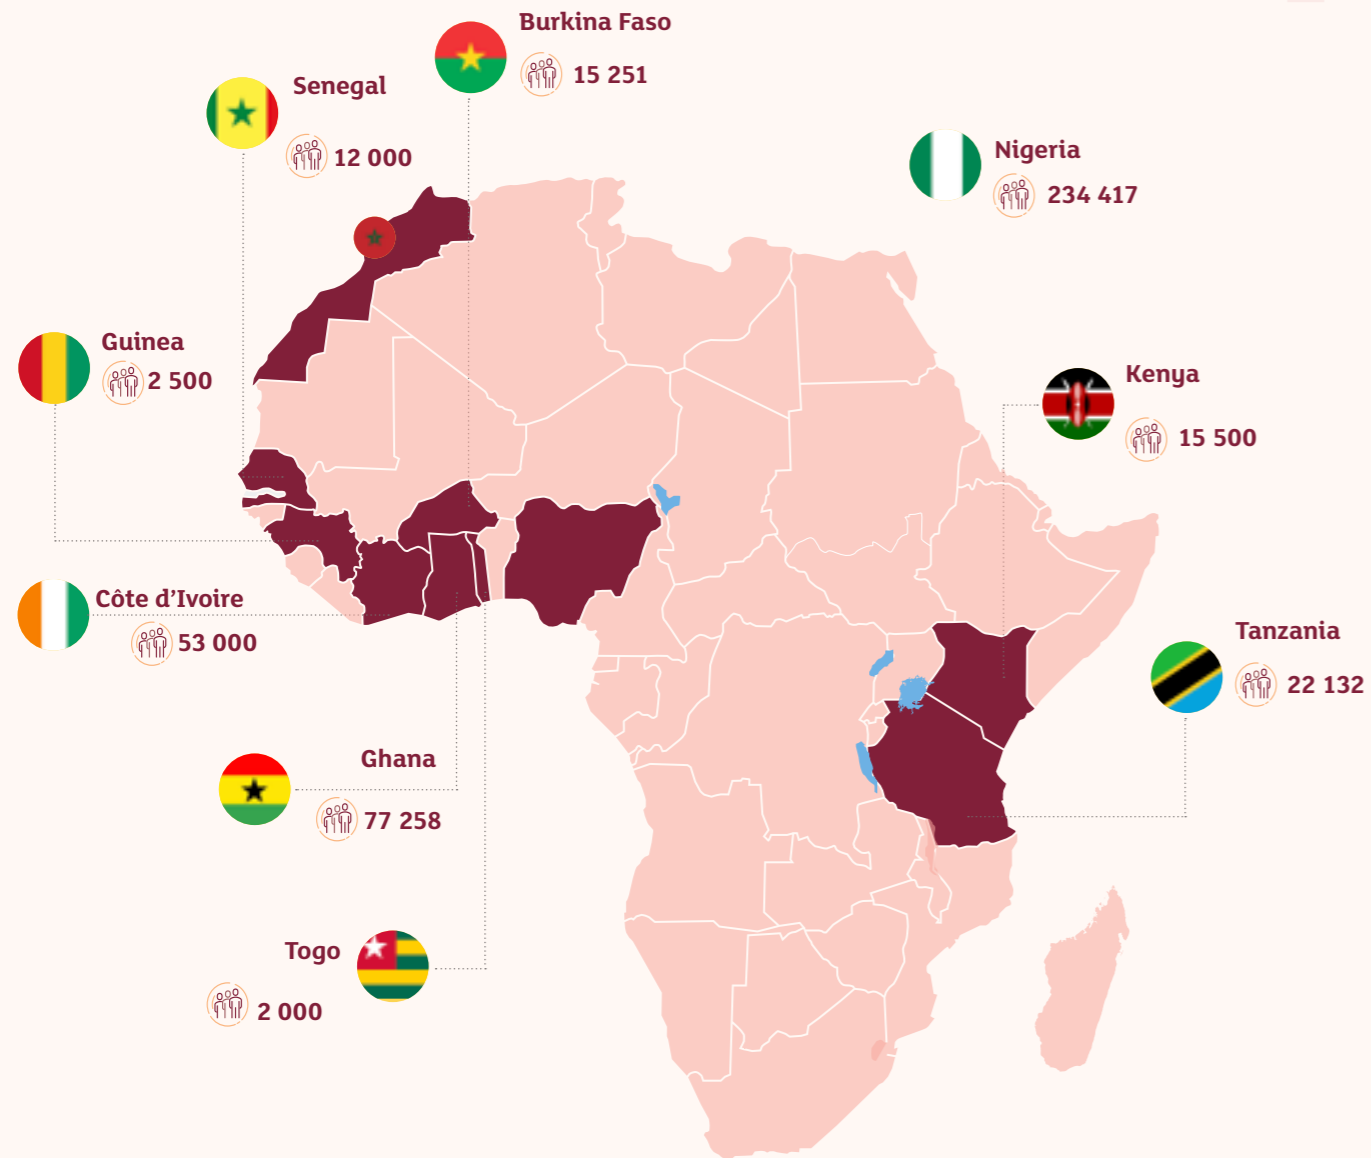 Burkina Faso
15 251
Senegal
12 000
Nigeria
234 417
Guinea
2 500
Kenya
15 500
Côte d’Ivoire
53 000
Tanzania
22 132
Ghana
77 258
Togo
2 000